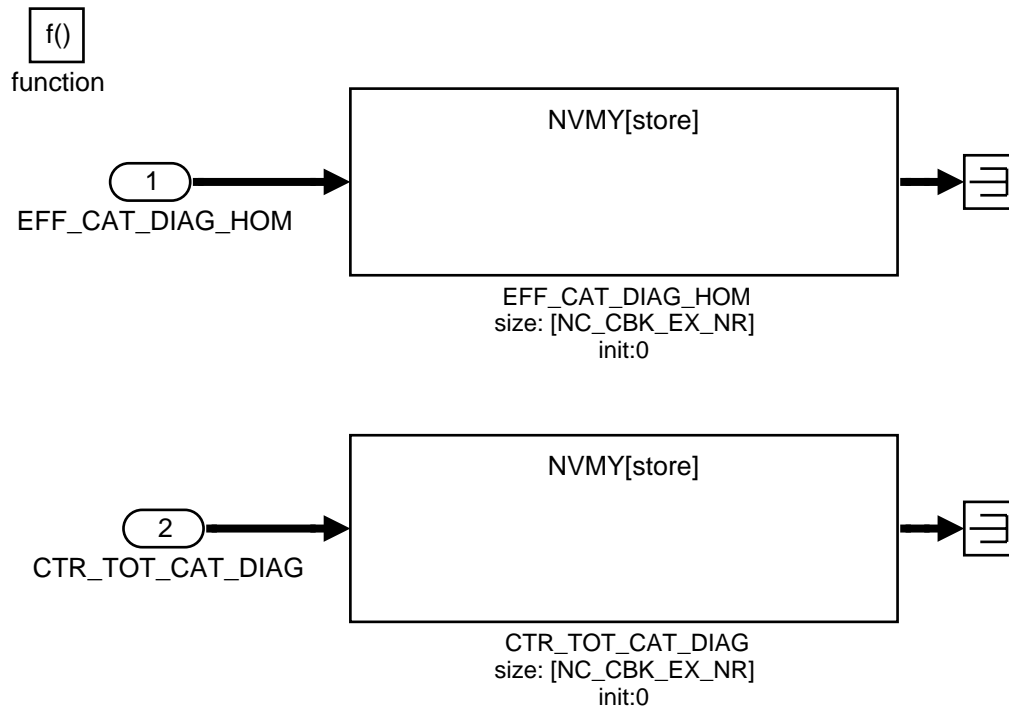 f()
function
NVMY[store]
1
EFF_CAT_DIAG_HOM
EFF_CAT_DIAG_HOM
size: [NC_CBK_EX_NR]
init:0
NVMY[store]
2
CTR_TOT_CAT_DIAG
CTR_TOT_CAT_DIAG
size: [NC_CBK_EX_NR]
init:0